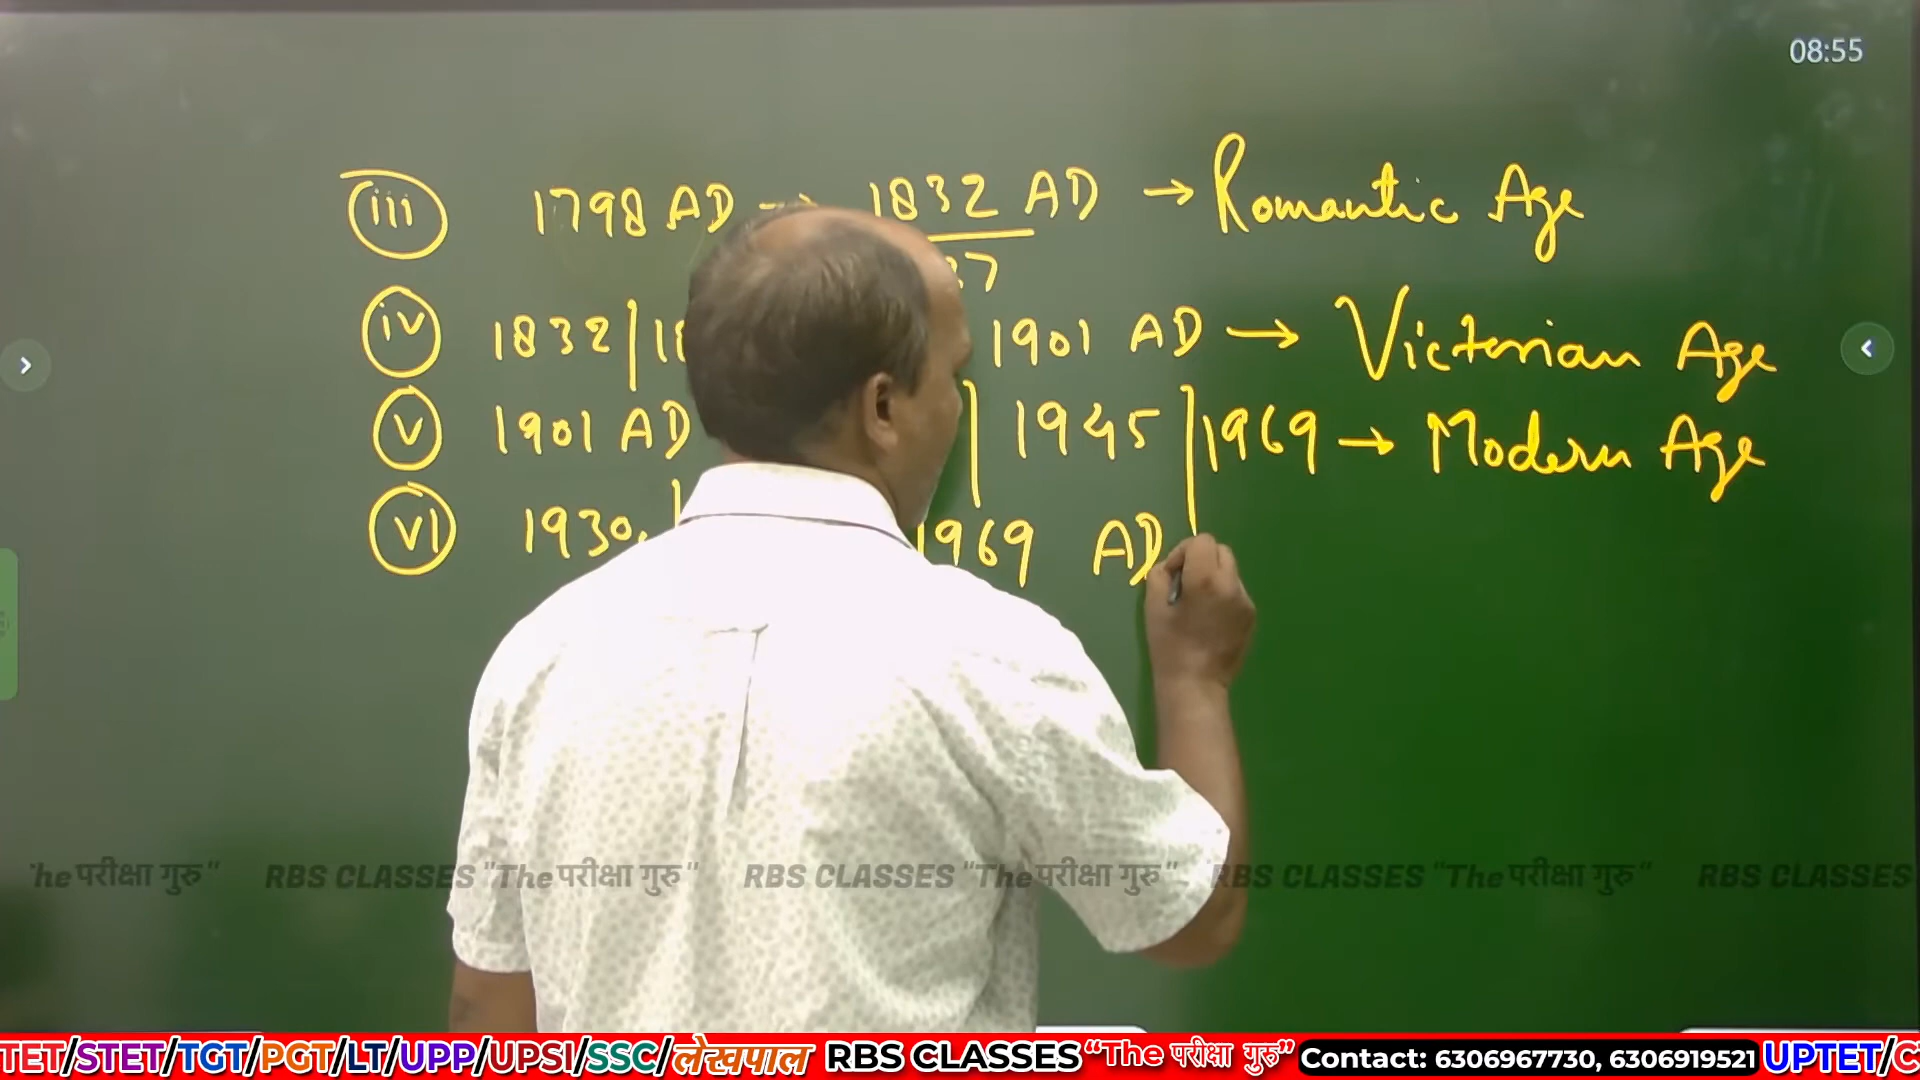 08:55
iii 1798 AD → 1832 AD → Romantic Age
37
iv 1832 | 1901 AD → Victorian Age
v 1901 AD | 1945 | 1969 → Modern Age
vi 1930 | 1969 AD
RBS CLASSES "The परीक्षा गुरु" RBS CLASSES "The परीक्षा गुरु" RBS CLASSES "The परीक्षा गुरु" RBS CLASSES
TET/STET/TGT/PGT/LT/UPP/UPSI/SSC/लेखपाल RBS CLASSES "The परीक्षा गुरु" Contact: 6306967730, 6306919521 UPTET/